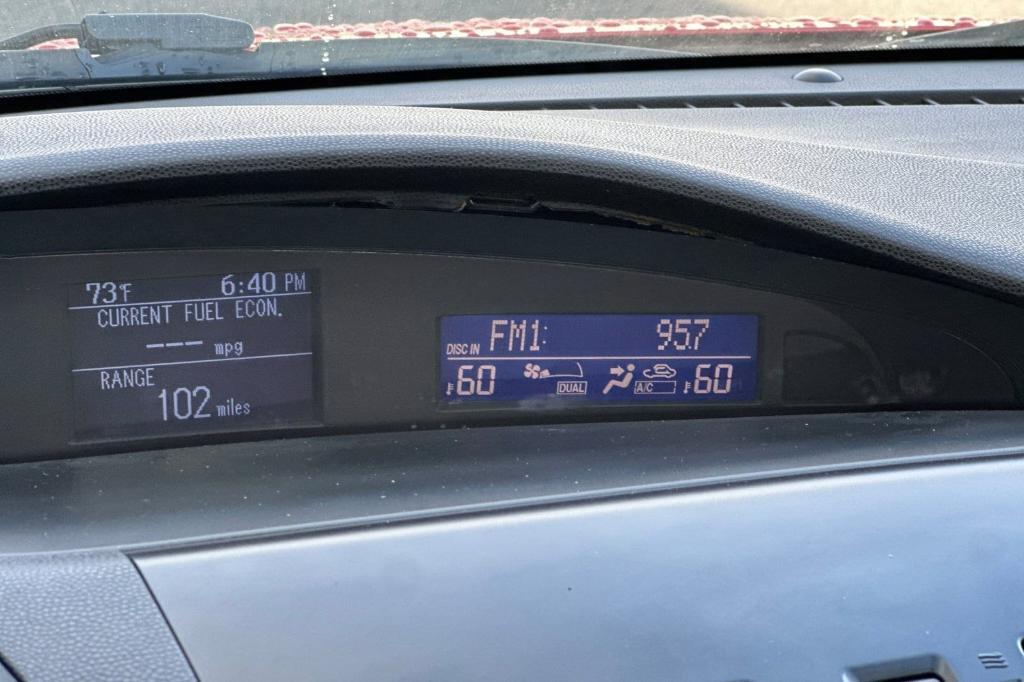 73°F 6:40 PM
CURRENT FUEL ECON.
--- mpg
RANGE
102 miles
DISC IN FM1: 95.7
60 DUAL A/C 60